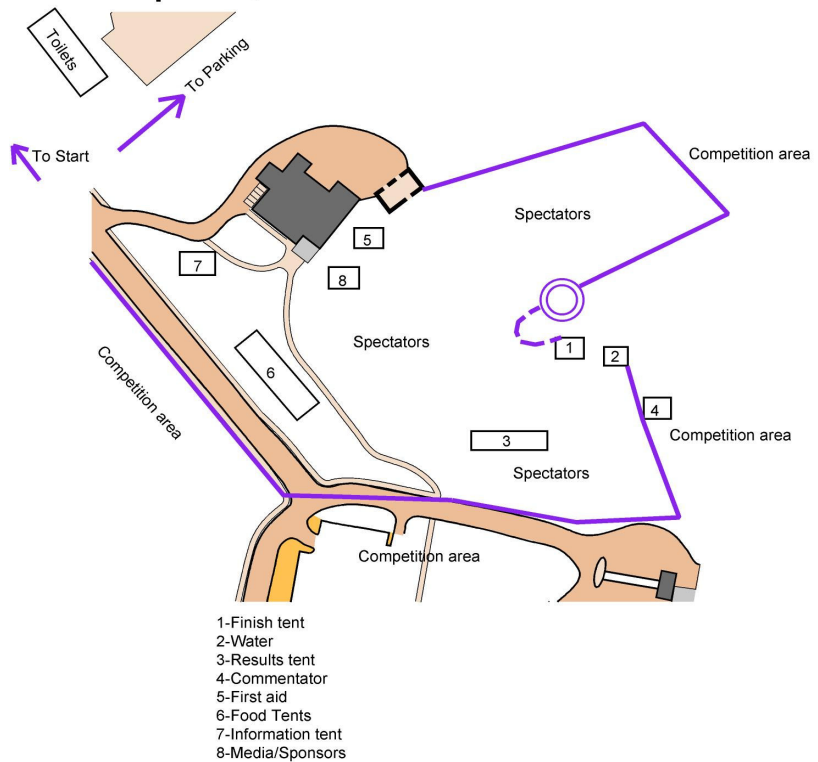 Toilets
To Parking
To Start
Competition area
Spectators
5
7
8
Spectators
1
2
6
Competition area
4
3
Competition area
Spectators
Competition area
1-Finish tent
2-Water
3-Results tent
4-Commentator
5-First aid
6-Food Tents
7-Information tent
8-Media/Sponsors